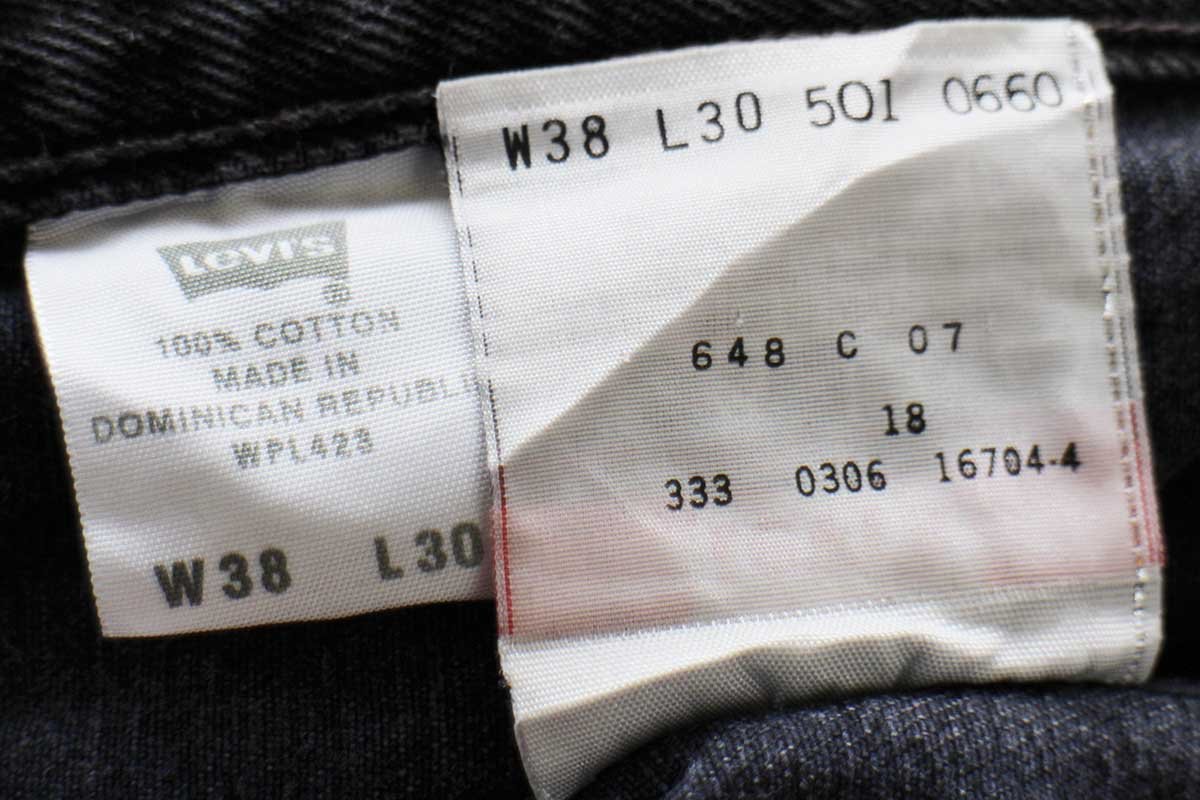 LEVI'S
100% COTTON
MADE IN
DOMINICAN REPUBLI
WPL423
W38 L30
W38 L30 501 0660
648 C 07
18
333 0306 16704-4